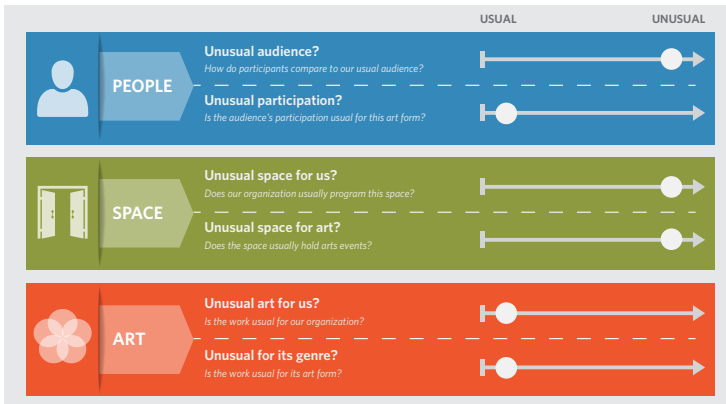 USUAL UNUSUAL
PEOPLE
Unusual audience?
How do participants compare to our usual audience?
Unusual participation?
Is the audience's participation usual for this art form?
SPACE
Unusual space for us?
Does our organization usually program this space?
Unusual space for art?
Does the space usually hold arts events?
ART
Unusual art for us?
Is the work usual for our organization?
Unusual for its genre?
Is the work usual for its art form?